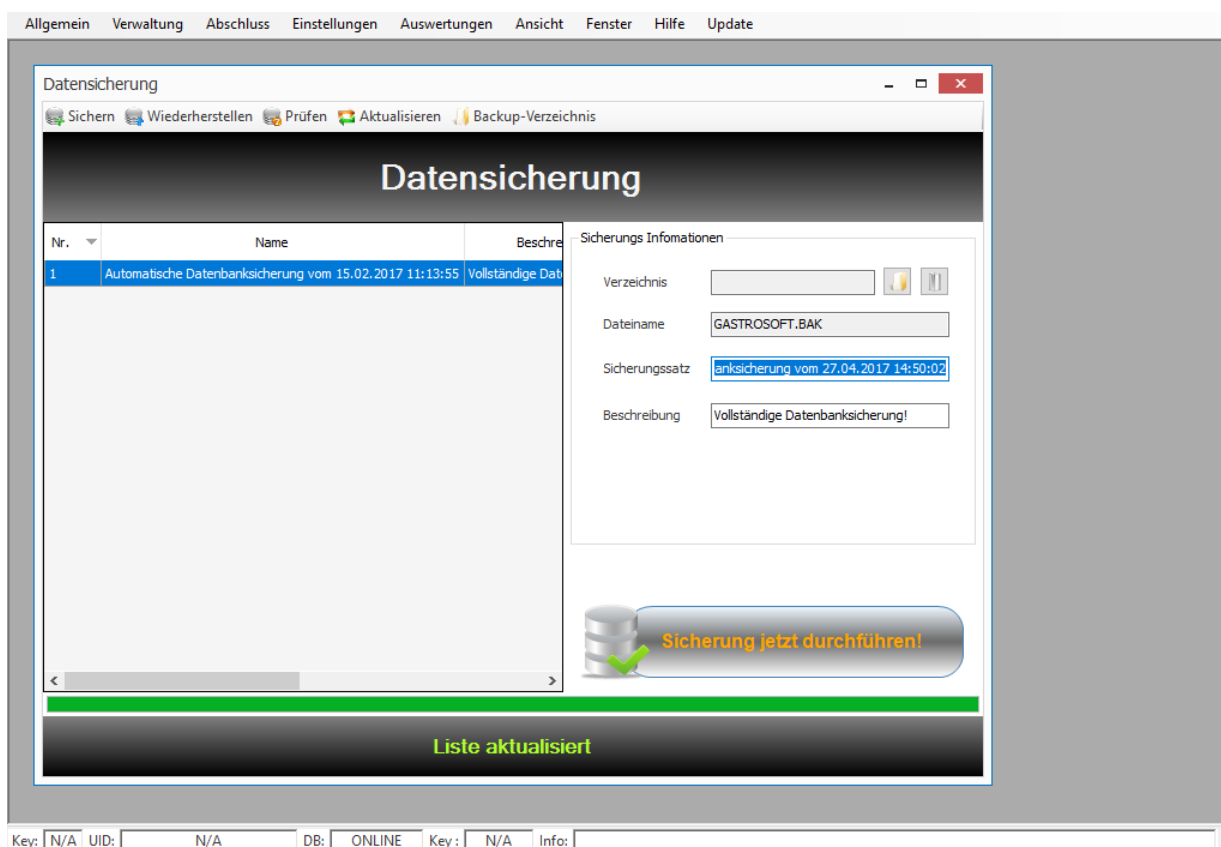 Allgemein Verwaltung Abschluss Einstellungen Auswertungen Ansicht Fenster Hilfe Update
Datensicherung
Sichern Wiederherstellen Prüfen Aktualisieren Backup-Verzeichnis
Datensicherung
Nr. Name Beschre
1 Automatische Datenbanksicherung vom 15.02.2017 11:13:55 Vollständige Dat
Sicherungs Infomationen
Verzeichnis
Dateiname GASTROSOFT.BAK
Sicherungssatz anksicherung vom 27.04.2017 14:50:02
Beschreibung Vollständige Datenbanksicherung!
Sicherung jetzt durchführen!
Liste aktualisiert
Key: N/A UID: N/A DB: ONLINE Key : N/A Info: